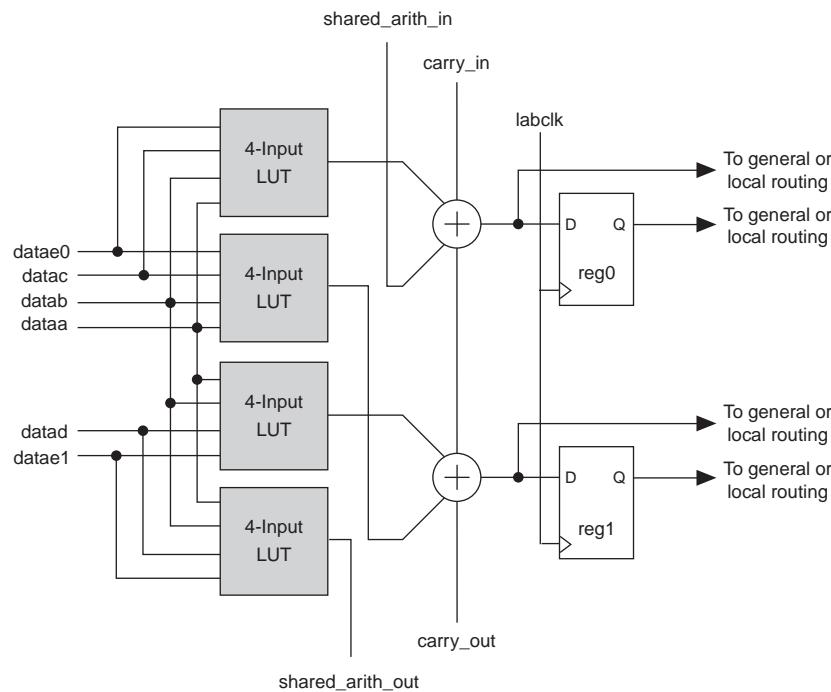 shared_arith_in
carry_in
labclk
4-Input
LUT
To general or
local routing
D Q
reg0
To general or
local routing
datae0
datac
datab
dataa
4-Input
LUT
4-Input
LUT
To general or
local routing
datad
datae1
D Q
reg1
To general or
local routing
4-Input
LUT
carry_out
shared_arith_out